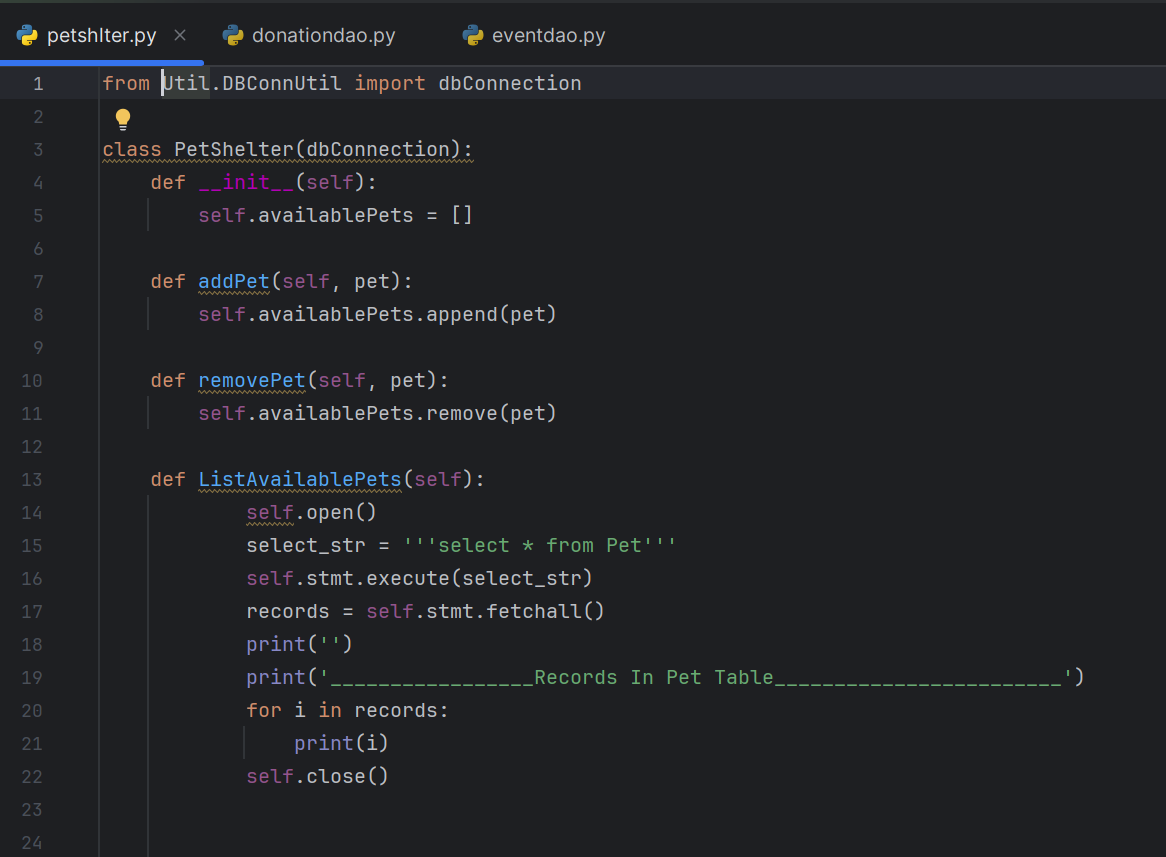 petshlter.py donationdao.py eventdao.py
1 from Util.DBConnUtil import dbConnection
2
3 class PetShelter(dbConnection):
4     def __init__(self):
5         self.availablePets = []
6
7     def addPet(self, pet):
8         self.availablePets.append(pet)
9
10     def removePet(self, pet):
11         self.availablePets.remove(pet)
12
13     def ListAvailablePets(self):
14             self.open()
15             select_str = '''select * from Pet'''
16             self.stmt.execute(select_str)
17             records = self.stmt.fetchall()
18             print('')
19             print('_________________Records In Pet Table________________________')
20             for i in records:
21                 print(i)
22             self.close()
23
24